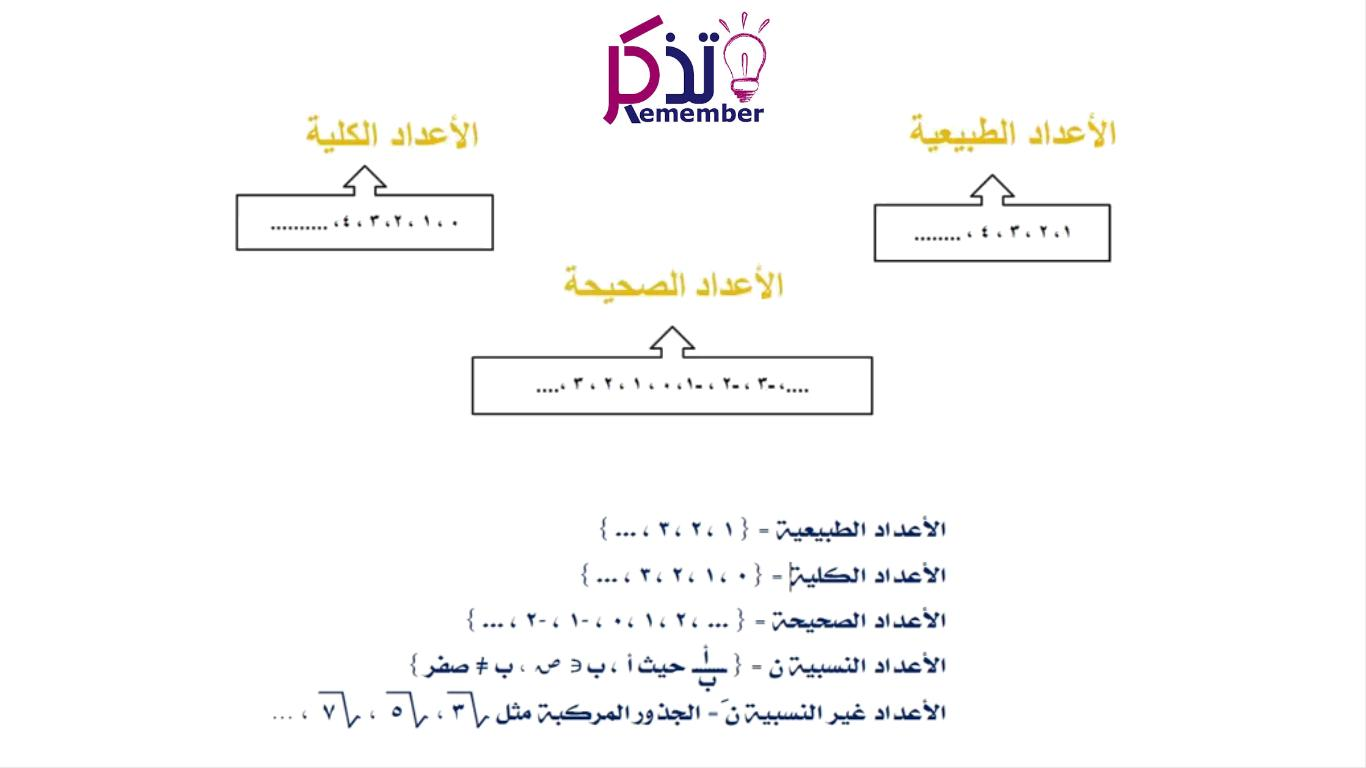 تذكر
Remember
الأعداد الطبيعية
١ ،٢ ، ٣ ، ٤ ، ........
الأعداد الكلية
٠ ، ١ ، ٢، ٣ ، ٤، ..........
الأعداد الصحيحة
....،-٣ ، -٢ ، -١، ٠ ، ١ ، ٢ ، ٣ ، ....
الأعداد الطبيعية = { ١ ، ٢ ، ٣ ، ... }
الأعداد الكلية = { ٠ ، ١ ، ٢ ، ٣ ، ... }
الأعداد الصحيحة = { ... ، ٢ ، ١ ، ٠ ، -١ ، -٢ ، ... }
الأعداد النسبية ن = { أ/ب حيث أ ، ب ∈ ص ، ب ≠ صفر }
الأعداد غير النسبية نَ = الجذور المركبة مثل √٣ ، √٥ ، √٧ ، ...